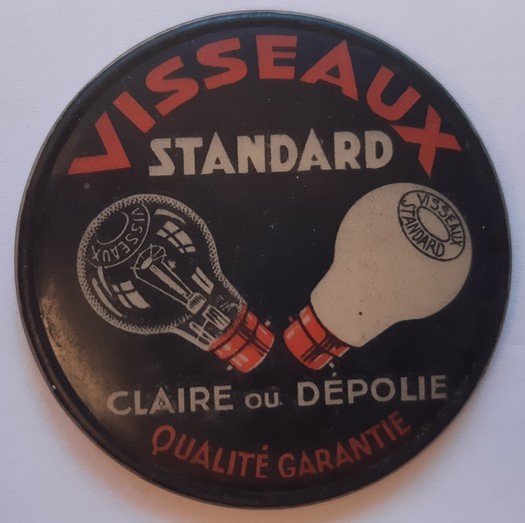 VISSEAUX
STANDARD
VISSEAUX
VISSEAUX
STANDARD
CLAIRE OU DÉPOLIE
QUALITÉ GARANTIE